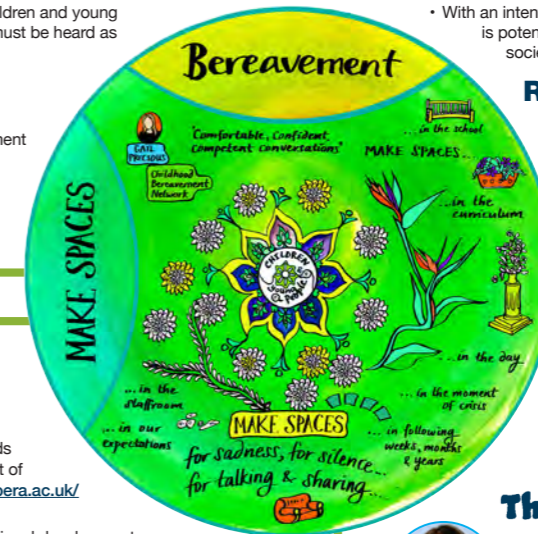 ildren and young
must be heard as
ment
ds
t of
pera.ac.uk/
• With an inten
is poten
socie
R
Th
Bereavement
MAKE SPACES
GAIL
PRECIOUS
Childhood
Bereavement
Network
"Comfortable, confident,
competent conversations"
...in the school
MAKE SPACES...
...in the
curriculum
...in the day
...in the moment
of crisis
...in following
weeks, months
& years
CHILDREN
&
young
People
...in the
staffroom
...in our
expectations
MAKE SPACES
for sadness, for silence...
for talking & sharing...